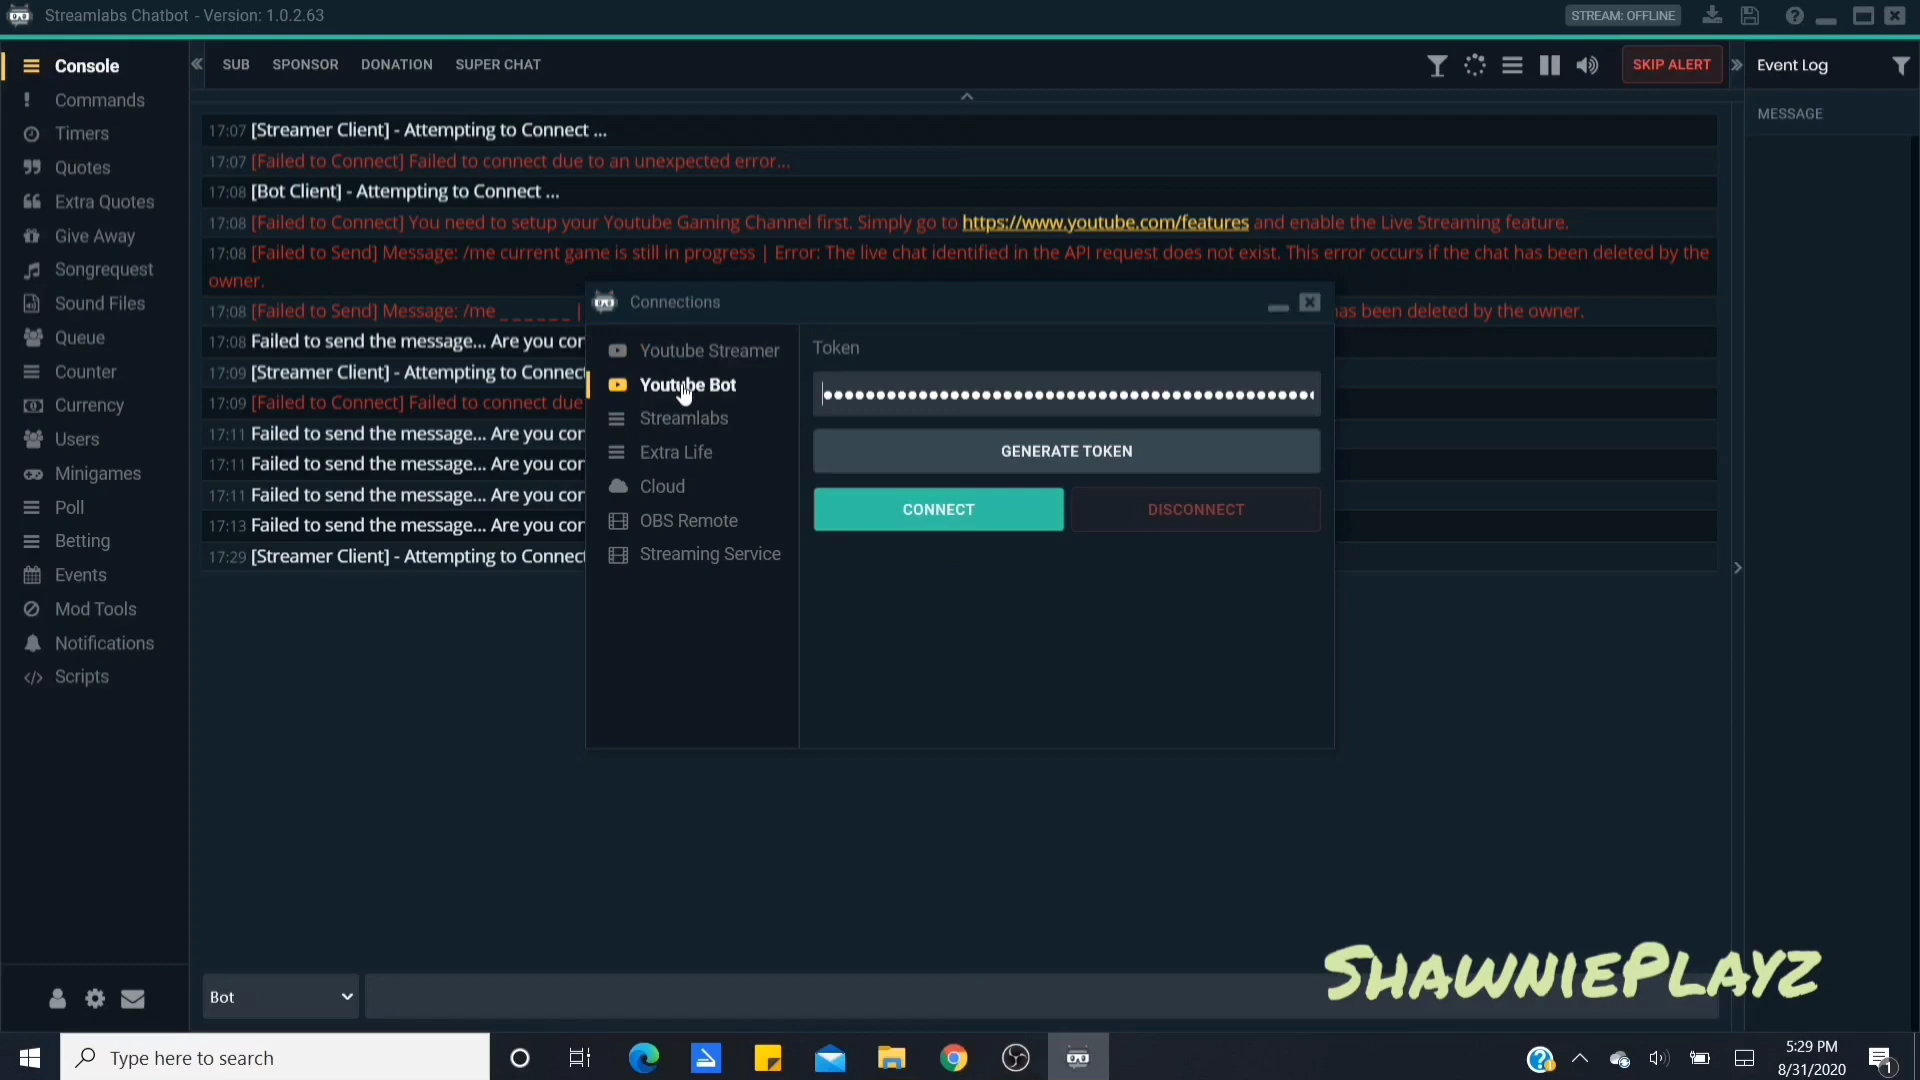 Streamlabs Chatbot - Version: 1.0.2.63
STREAM: OFFLINE
Console
Commands
Timers
Quotes
Extra Quotes
Give Away
Songrequest
Sound Files
Queue
Counter
Currency
Users
Minigames
Poll
Betting
Events
Mod Tools
Notifications
Scripts
SUB SPONSOR DONATION SUPER CHAT
SKIP ALERT
Event Log
MESSAGE
17:07 [Streamer Client] - Attempting to Connect ...
17:07 [Failed to Connect] Failed to connect due to an unexpected error...
17:08 [Bot Client] - Attempting to Connect ...
17:08 [Failed to Connect] You need to setup your Youtube Gaming Channel first. Simply go to https://www.youtube.com/features and enable the Live Streaming feature.
17:08 [Failed to Send] Message: /me current game is still in progress | Error: The live chat identified in the API request does not exist. This error occurs if the chat has been deleted by the
owner.
17:08 [Failed to Send] Message: /me _ _ _ _ _ _ | has been deleted by the owner.
17:08 Failed to send the message... Are you con
17:09 [Streamer Client] - Attempting to Connect
17:09 [Failed to Connect] Failed to connect due
17:11 Failed to send the message... Are you con
17:11 Failed to send the message... Are you con
17:11 Failed to send the message... Are you con
17:13 Failed to send the message... Are you con
17:29 [Streamer Client] - Attempting to Connect
Connections
Youtube Streamer
Youtube Bot
Streamlabs
Extra Life
Cloud
OBS Remote
Streaming Service
Token
GENERATE TOKEN
CONNECT
DISCONNECT
Bot
SHAWNIEPLAYZ
Type here to search
5:29 PM
8/31/2020
1